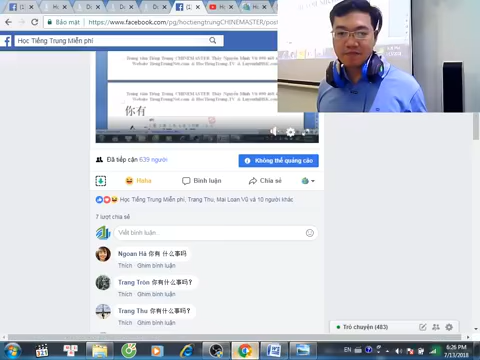 Bảo mật
https://www.facebook.com/pg/hoctiengtrungCHINEMASTER/post
Học Tiếng Trung Miễn phí
你有
Đã tiếp cận 639 người
Không thể quảng cáo
Haha
Bình luận
Chia sẻ
Học Tiếng Trung Miễn phí, Trang Thu, Mai Loan Vũ và 10 người khác
7 lượt chia sẻ
Viết bình luận...
Ngoan Hà 你有 什么事吗
Thích · Ghim bình luận
Trang Trôn 你有什么事吗?
Thích · Ghim bình luận
Trang Thu 你有什么事吗?
Trò chuyện (483)
EN
6:26 PM
7/13/2018